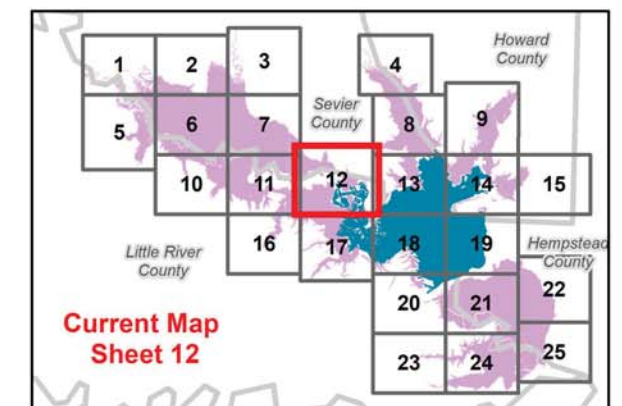 Howard
County
1 2 3 4
Sevier
County
5 6 7 8 9
10 11 12 13 14 15
Little River
County
16 17 18 19
Hempstead
County
Current Map
Sheet 12
20 21 22
23 24 25